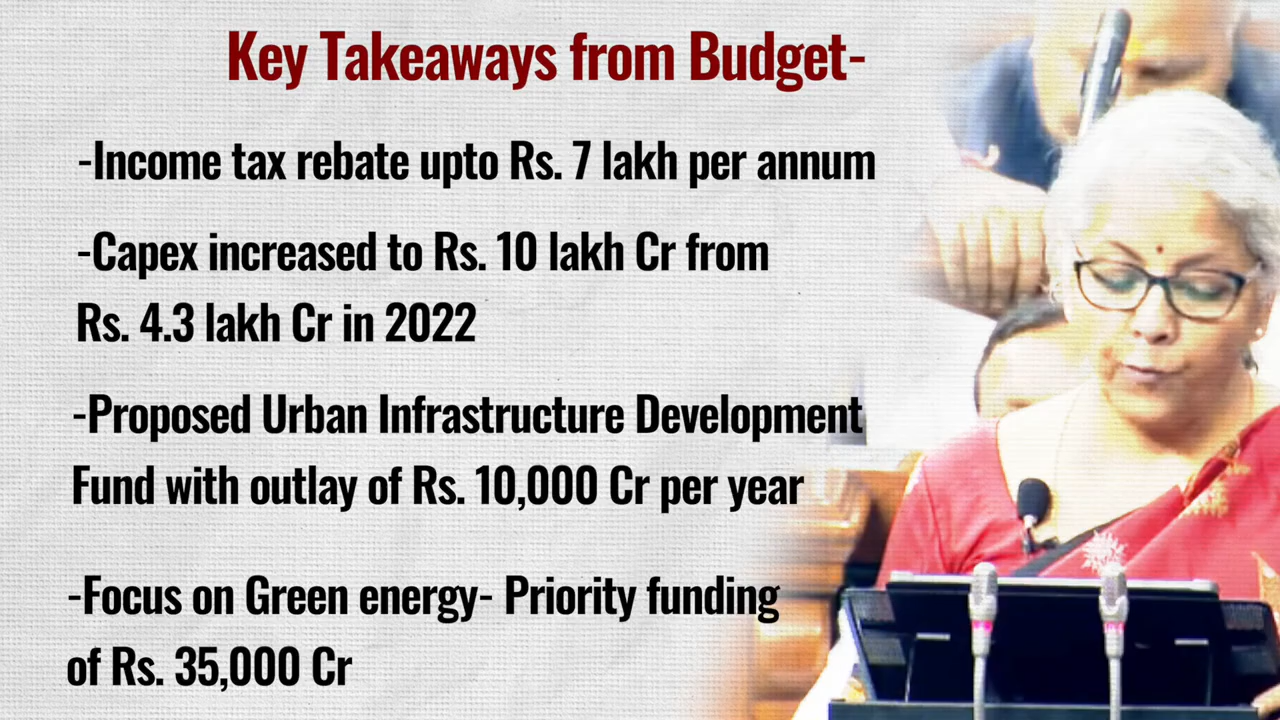 Key Takeaways from Budget-
-Income tax rebate upto Rs. 7 lakh per annum
-Capex increased to Rs. 10 lakh Cr from
Rs. 4.3 lakh Cr in 2022
-Proposed Urban Infrastructure Development
Fund with outlay of Rs. 10,000 Cr per year
-Focus on Green energy- Priority funding
of Rs. 35,000 Cr